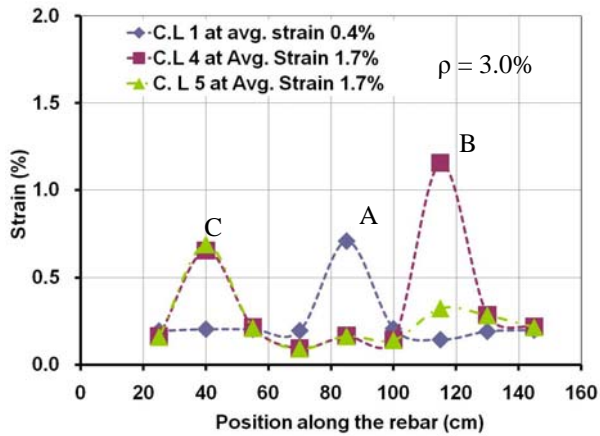 2.0
C.L 1 at avg. strain 0.4%
C.L 4 at Avg. Strain 1.7%
C. L 5 at Avg. Strain 1.7%
ρ = 3.0%
1.5
B
1.0
A
C
0.5
0.0
Strain (%)
0 20 40 60 80 100 120 140 160
Position along the rebar (cm)